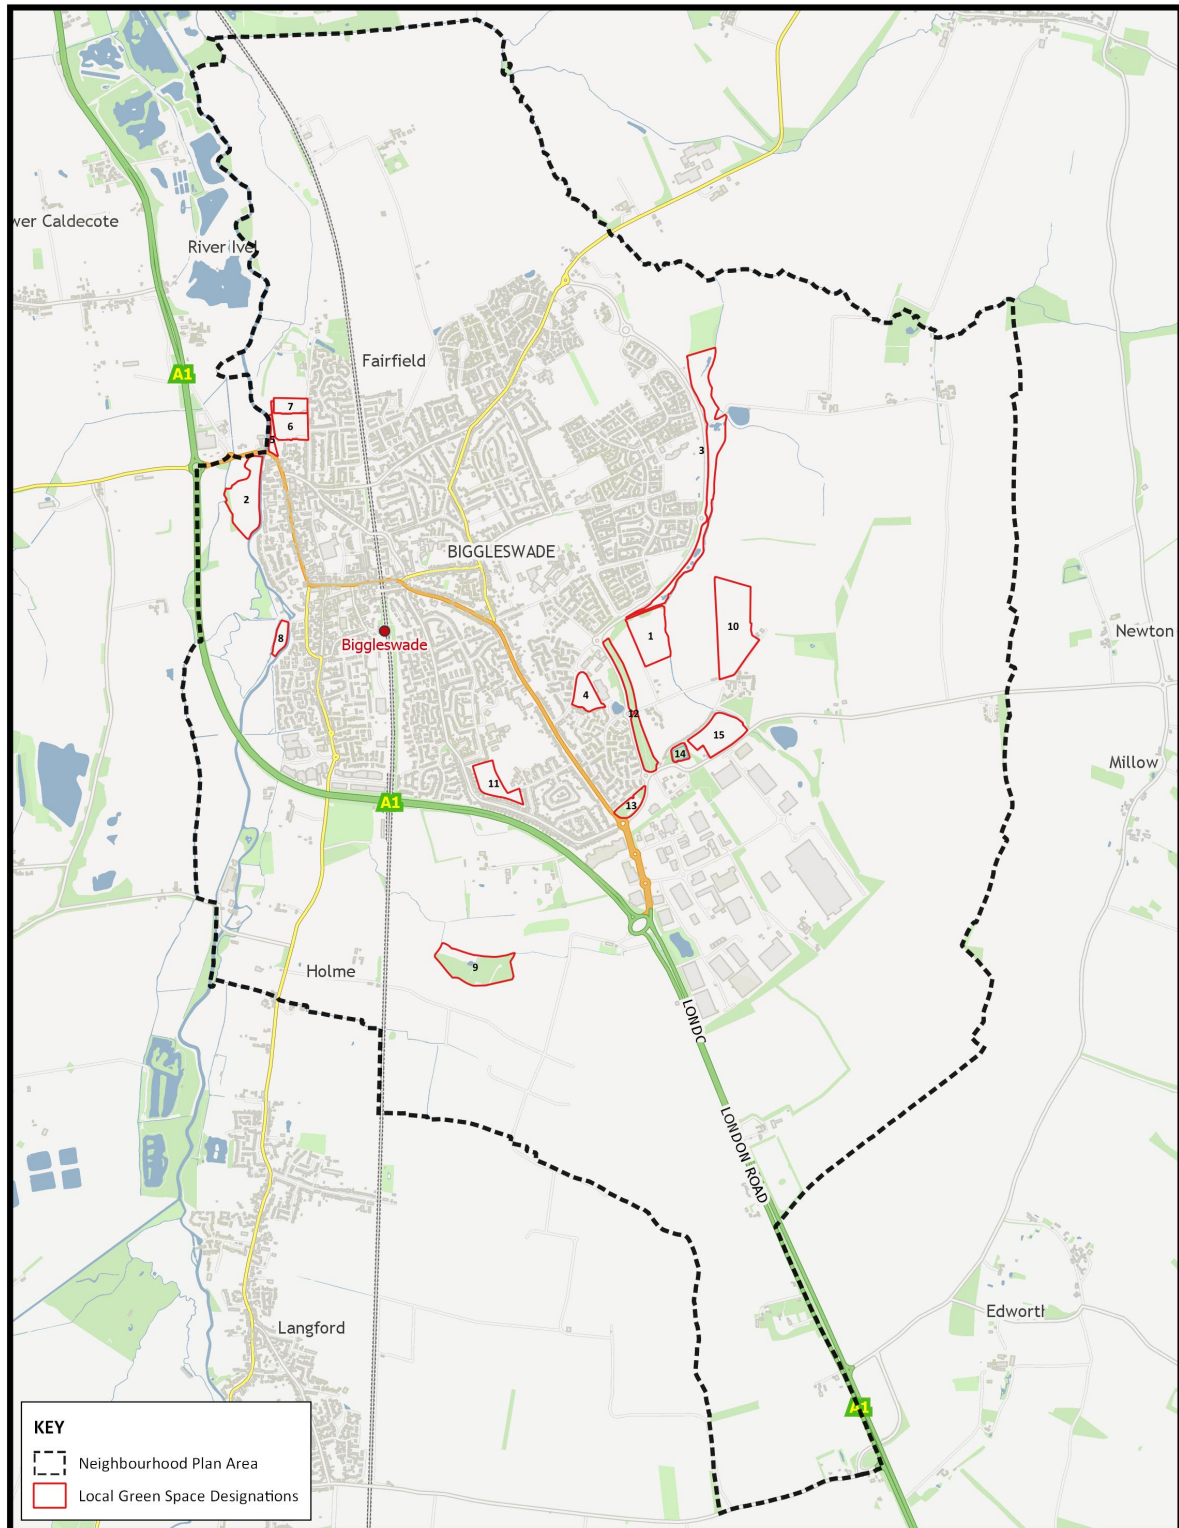 wer Caldecote
River Ivel
A1
Fairfield
7
6
5
3
2
BIGGLESWADE
10
1
8
Newton
Biggleswade
4
12
15
14
Millow
11
13
A1
9
Holme
LONDC
LONDON ROAD
Edworth
Langford
A1
KEY
Neighbourhood Plan Area
Local Green Space Designations